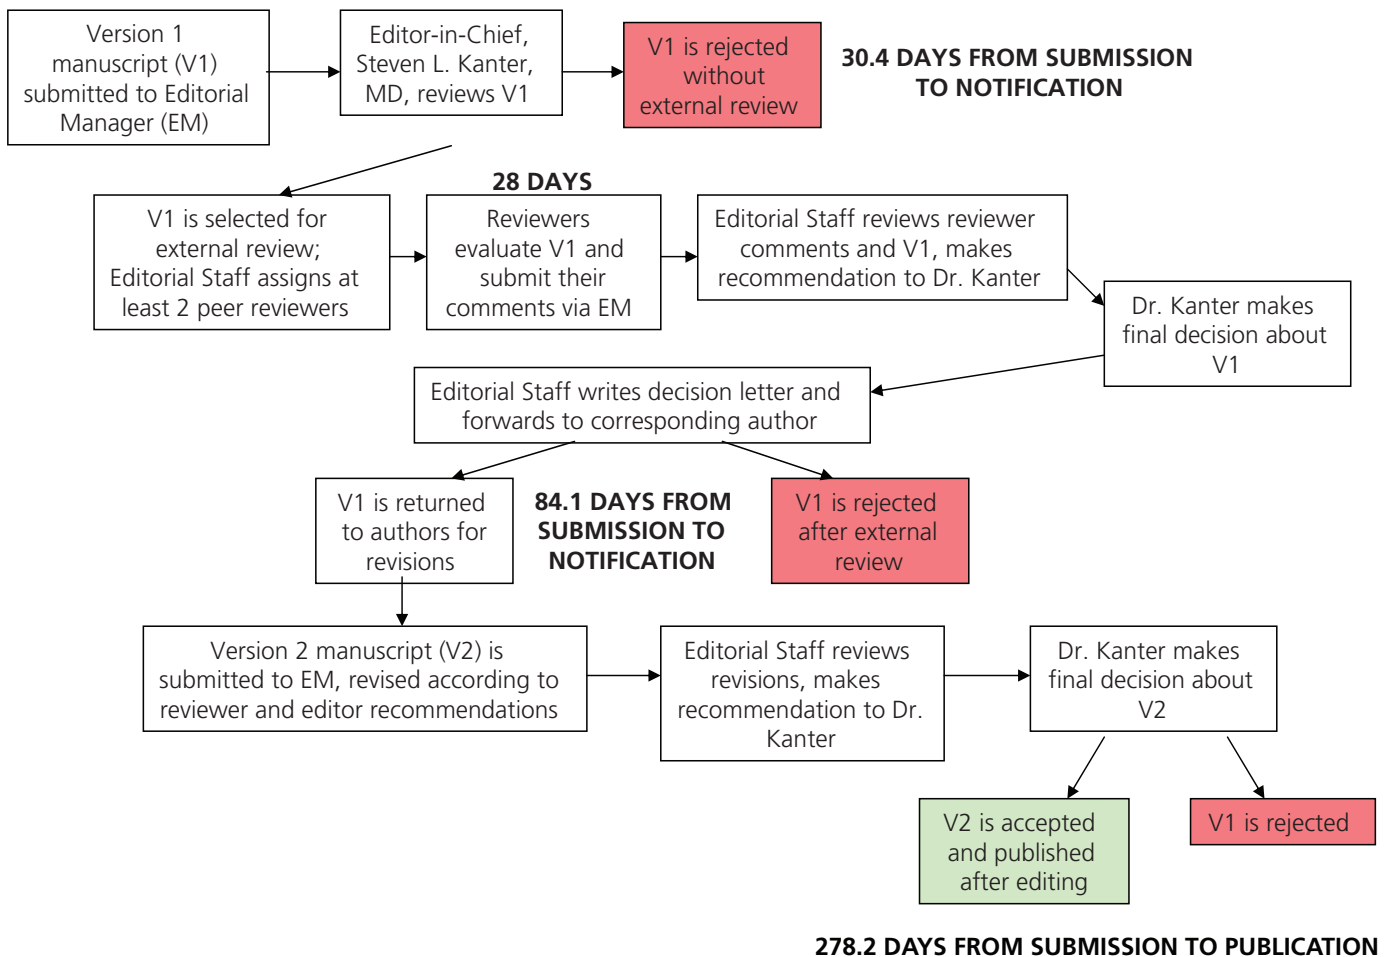 Version 1
manuscript (V1)
submitted to Editorial
Manager (EM)
Editor-in-Chief,
Steven L. Kanter,
MD, reviews V1
V1 is rejected
without
external review
30.4 DAYS FROM SUBMISSION
TO NOTIFICATION
V1 is selected for
external review;
Editorial Staff assigns at
least 2 peer reviewers
28 DAYS
Reviewers
evaluate V1 and
submit their
comments via EM
Editorial Staff reviews reviewer
comments and V1, makes
recommendation to Dr. Kanter
Dr. Kanter makes
final decision about
V1
Editorial Staff writes decision letter and
forwards to corresponding author
V1 is returned
to authors for
revisions
84.1 DAYS FROM
SUBMISSION TO
NOTIFICATION
V1 is rejected
after external
review
Version 2 manuscript (V2) is
submitted to EM, revised according to
reviewer and editor recommendations
Editorial Staff reviews
revisions, makes
recommendation to Dr.
Kanter
Dr. Kanter makes
final decision about
V2
V2 is accepted
and published
after editing
V1 is rejected
278.2 DAYS FROM SUBMISSION TO PUBLICATION